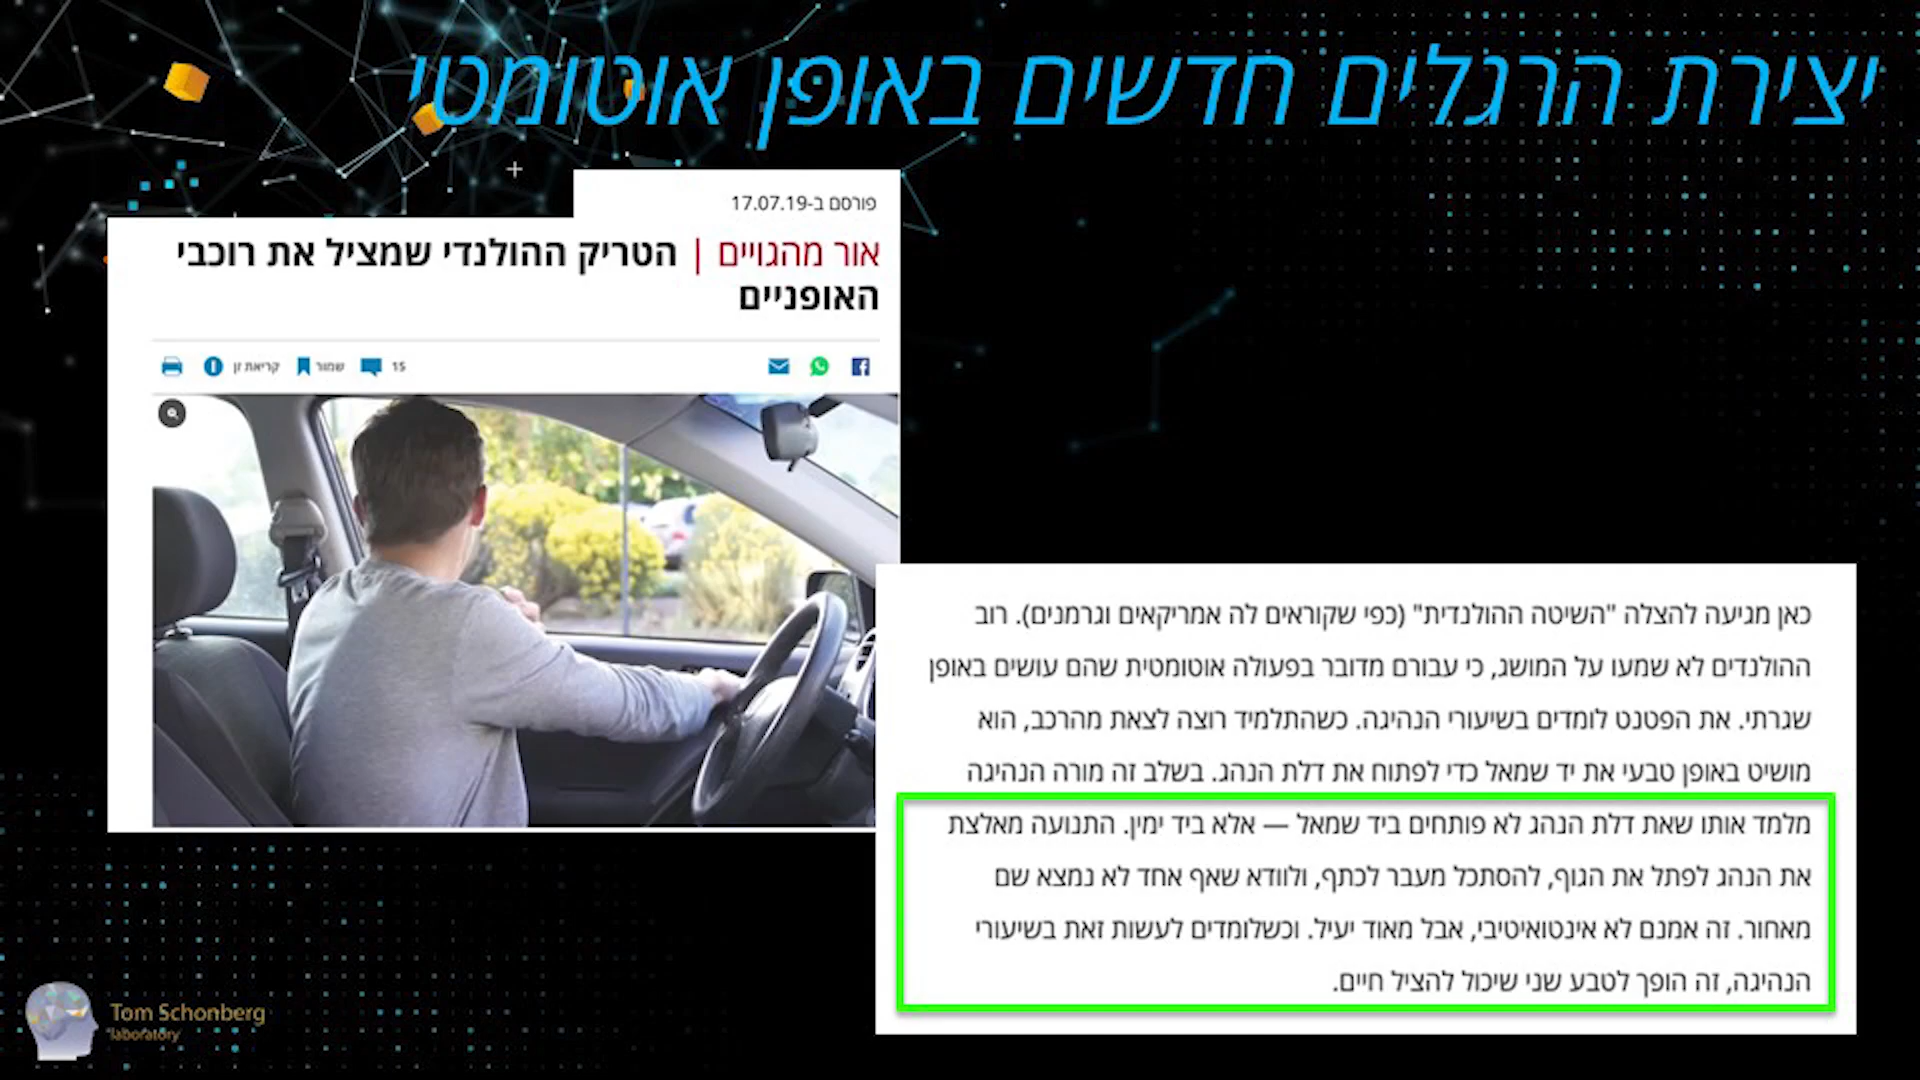 יצירת הרגלים חדשים באופן אוטומטי
פורסם ב-17.07.19
אור מהגויים | הטריק ההולנדי שמציל את רוכבי
האופניים
15 שמור קריאת זן
כאן מגיעה להצלה "השיטה ההולנדית" (כפי שקוראים לה אמריקאים וגרמנים). רוב
ההולנדים לא שמעו על המושג, כי עבורם מדובר בפעולה אוטומטית שהם עושים באופן
שגרתי. את הפטנט לומדים בשיעורי הנהיגה. כשהתלמיד רוצה לצאת מהרכב, הוא
מושיט באופן טבעי את יד שמאל כדי לפתוח את דלת הנהג. בשלב זה מורה הנהיגה
מלמד אותו שאת דלת הנהג לא פותחים ביד שמאל — אלא ביד ימין. התנועה מאלצת
את הנהג לפתל את הגוף, להסתכל מעבר לכתף, ולוודא שאף אחד לא נמצא שם
מאחור. זה אמנם לא אינטואיטיבי, אבל מאוד יעיל. וכשלומדים לעשות זאת בשיעורי
הנהיגה, זה הופך לטבע שני שיכול להציל חיים.
Tom Schonberg
laboratory